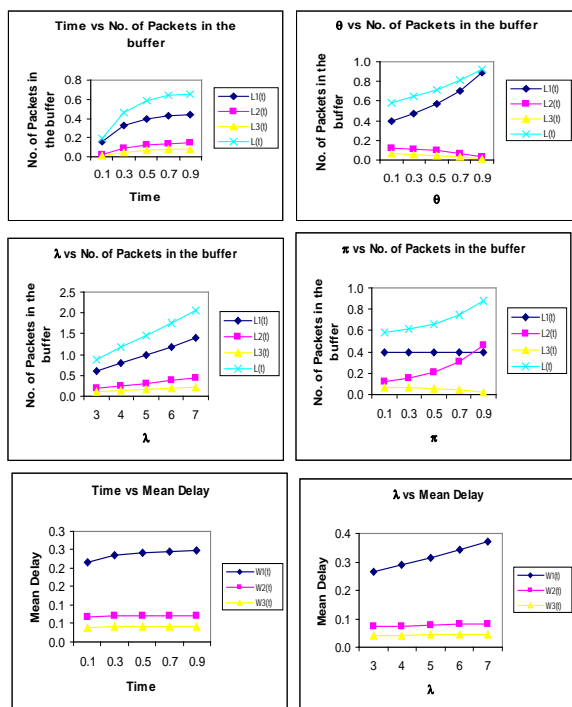 Time vs No. of Packets in the
buffer
No. of Packets in
the buffer
0.8
0.6
0.4
0.2
0.0
0.1 0.3 0.5 0.7 0.9
Time
L1(t)
L2(t)
L3(t)
L(t)
θ vs No. of Packets in the
buffer
No. of Packets in the
buffer
1.0
0.8
0.6
0.4
0.2
0.0
0.1 0.3 0.5 0.7 0.9
θ
L1(t)
L2(t)
L3(t)
L(t)
λ vs No. of Packets in the buffer
No. of Packets in the
buffer
2.5
2.0
1.5
1.0
0.5
0.0
3 4 5 6 7
λ
L1(t)
L2(t)
L3(t)
L(t)
π vs No. of Packets in the buffer
No. of Packets in the
buffer
1.0
0.8
0.6
0.4
0.2
0.0
0.1 0.3 0.5 0.7 0.9
π
L1(t)
L2(t)
L3(t)
L(t)
Time vs Mean Delay
Mean Delay
0.3
0.3
0.2
0.2
0.1
0.1
0.0
0.1 0.3 0.5 0.7 0.9
Time
W1(t)
W2(t)
W3(t)
λ vs Mean Delay
Mean Delay
0.4
0.3
0.2
0.1
0.0
3 4 5 6 7
λ
W1(t)
W2(t)
W3(t)